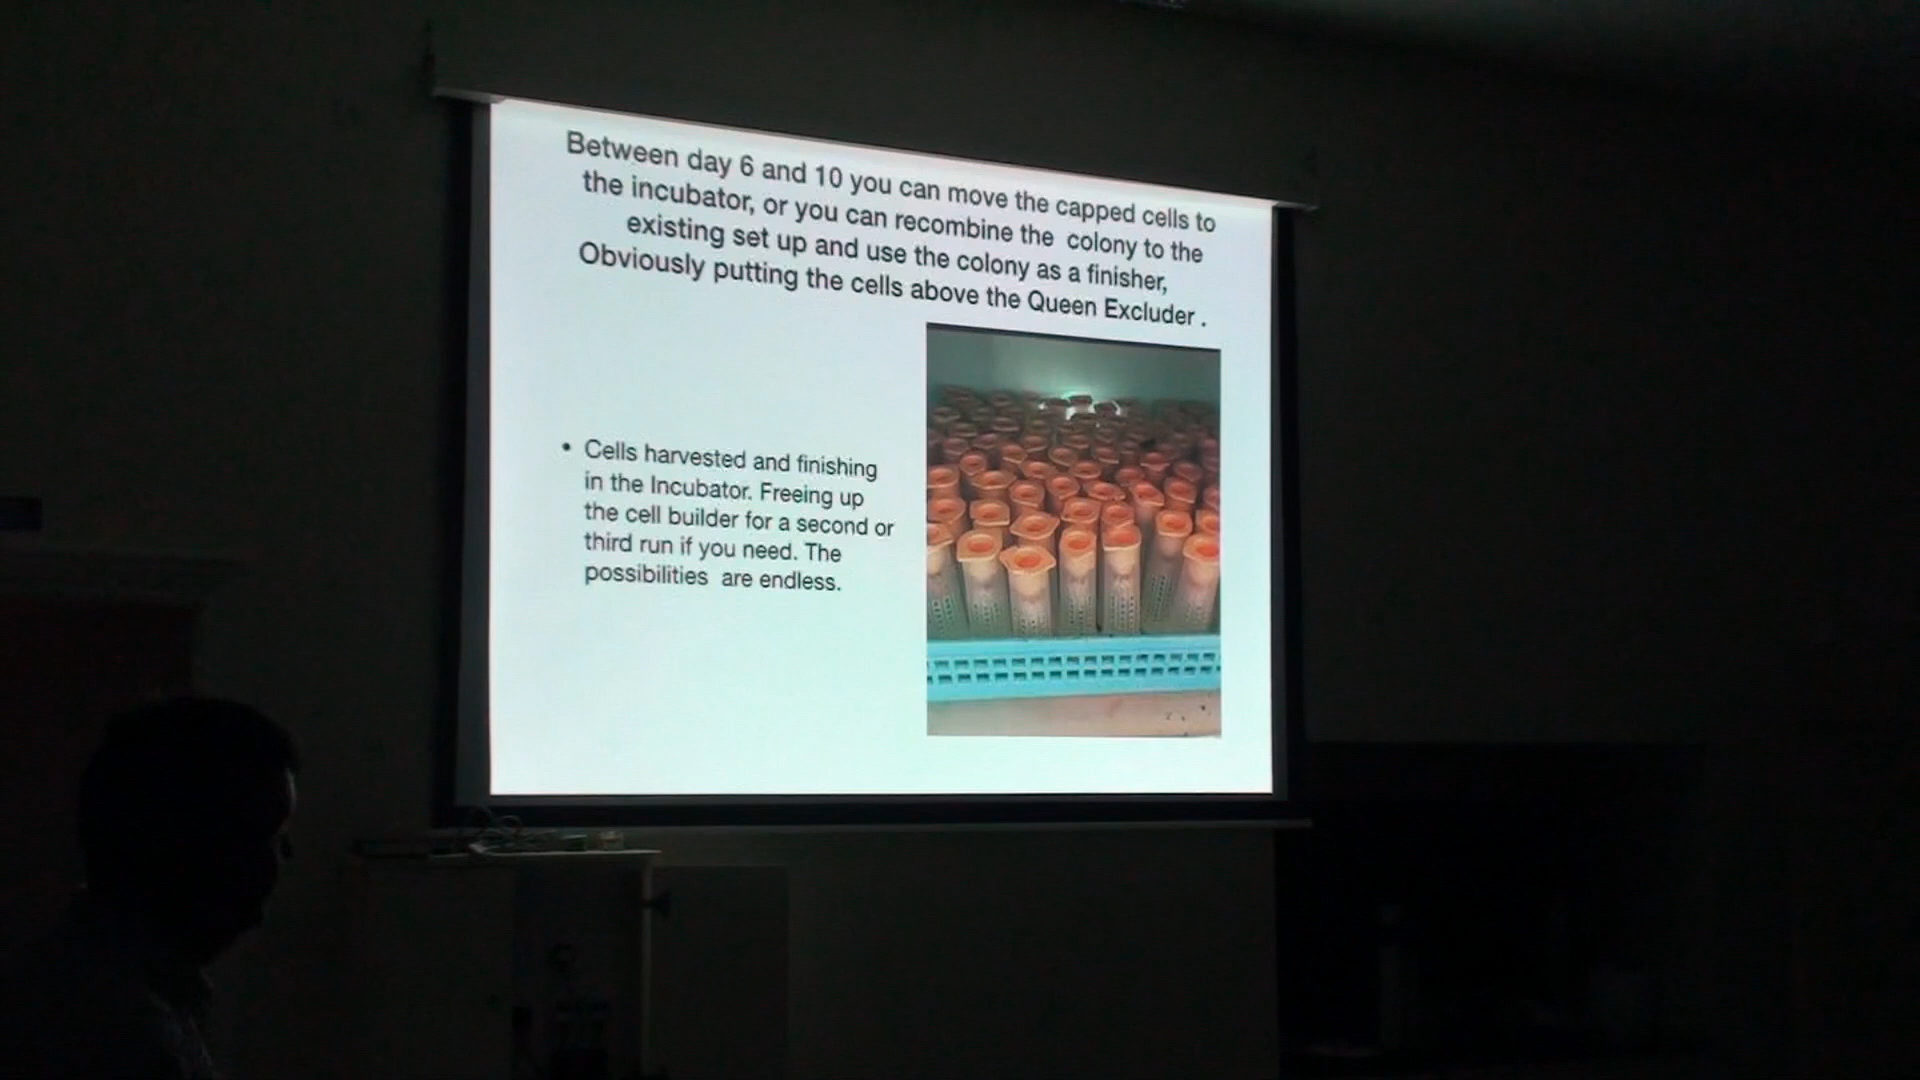 Between day 6 and 10 you can move the capped cells to
the incubator, or you can recombine the colony to the
existing set up and use the colony as a finisher,
Obviously putting the cells above the Queen Excluder .
• Cells harvested and finishing
in the Incubator. Freeing up
the cell builder for a second or
third run if you need. The
possibilities are endless.